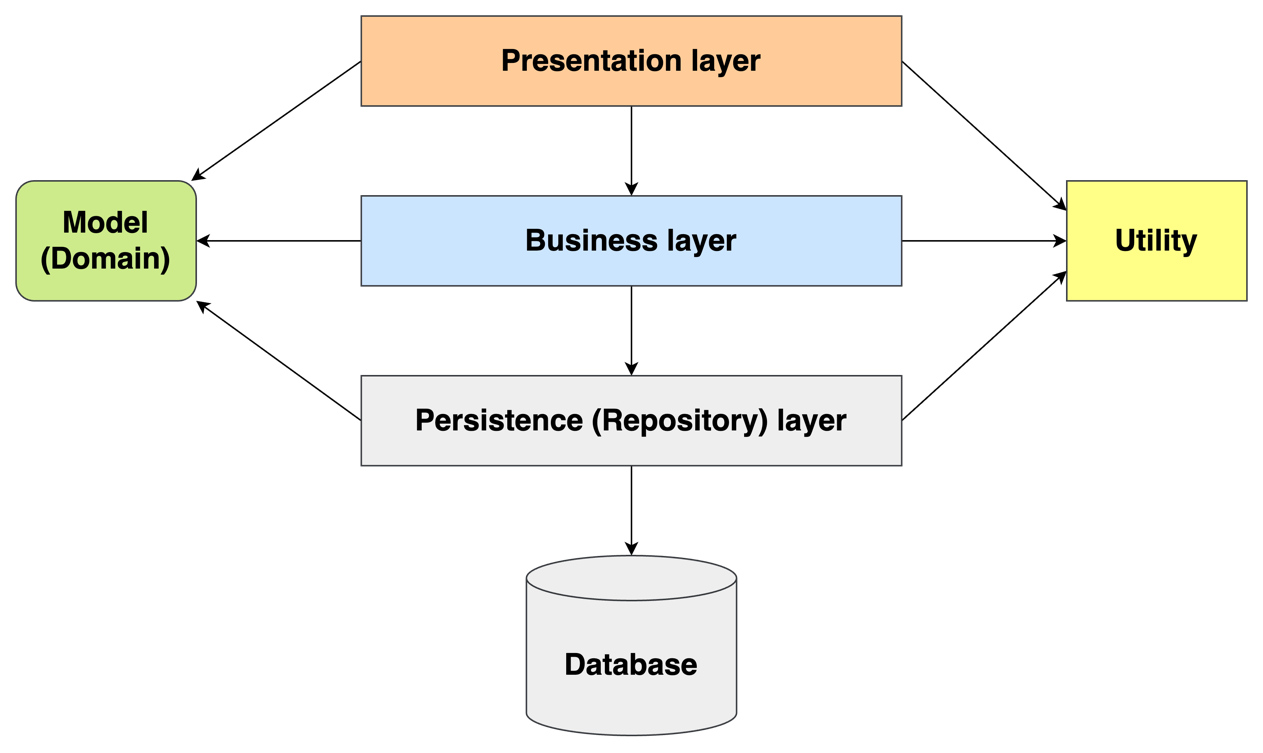 Presentation layer
Model
(Domain)
Business layer
Utility
Persistence (Repository) layer
Database